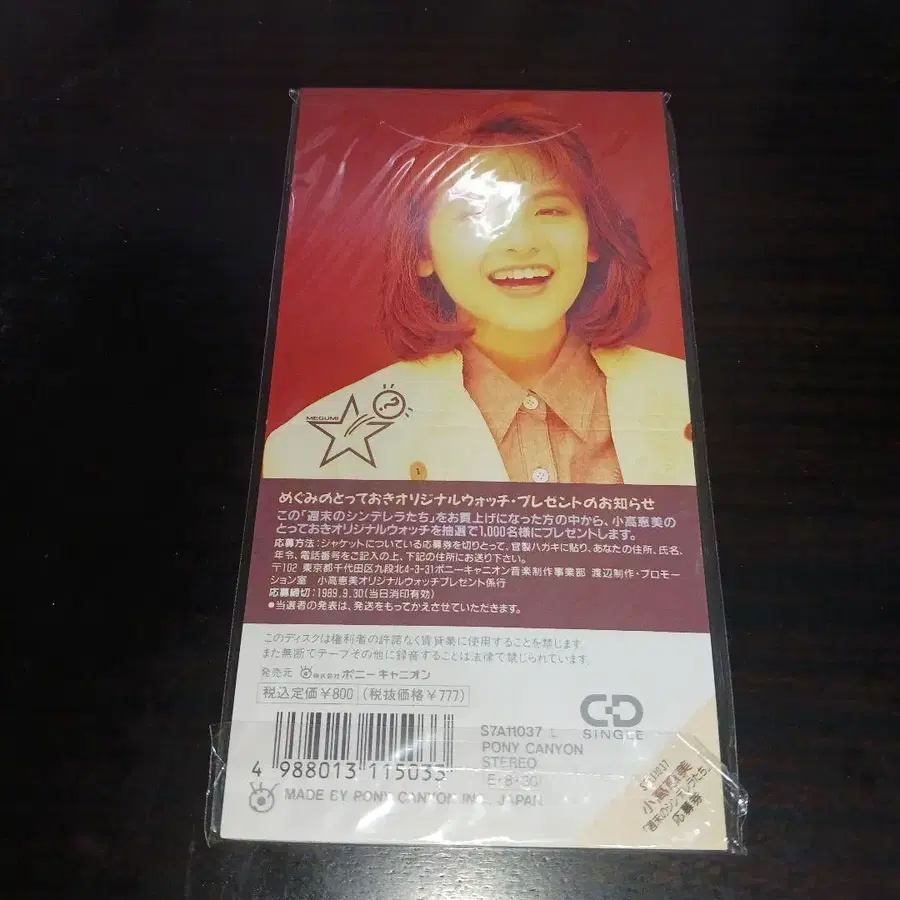 MEGUMI
?
めぐみのとっておきオリジナルウォッチ・プレゼントのお知らせ
この「週末のシンデレラたち」をお買上げになった方の中から、小高恵美の
とっておきオリジナルウォッチを抽選で1,000名様にプレゼントします。
応募方法:ジャケットについている応募券を切りとって、官製ハガキに貼り、あなたの住所、氏名、
年令、電話番号をご記入の上、下記の住所にお送り下さい。
〒102 東京都千代田区九段北4-3-31ポニーキャニオン音楽制作事業部 渡辺制作・プロモー
ション室 小高恵美オリジナルウォッチプレゼント係行
応募締切:1989.9.30(当日消印有効)
●当選者の発表は、発送をもってかえさせていただきます。
このディスクは権利者の許諾なく賃貸業に使用することを禁じます。
また無断でテープその他に録音することは法律で禁じられています。
発売元 株式会社ポニーキャニオン
税込定価¥800 (税抜価格¥777)
CD
SINGLE
S7A11037 L
PONY CANYON
STEREO
E・8・30
4 988013 115033
MADE BY PONY CANYON INC., JAPAN
S7A11037
小高恵美
「週末のシンデレラたち」
応募券